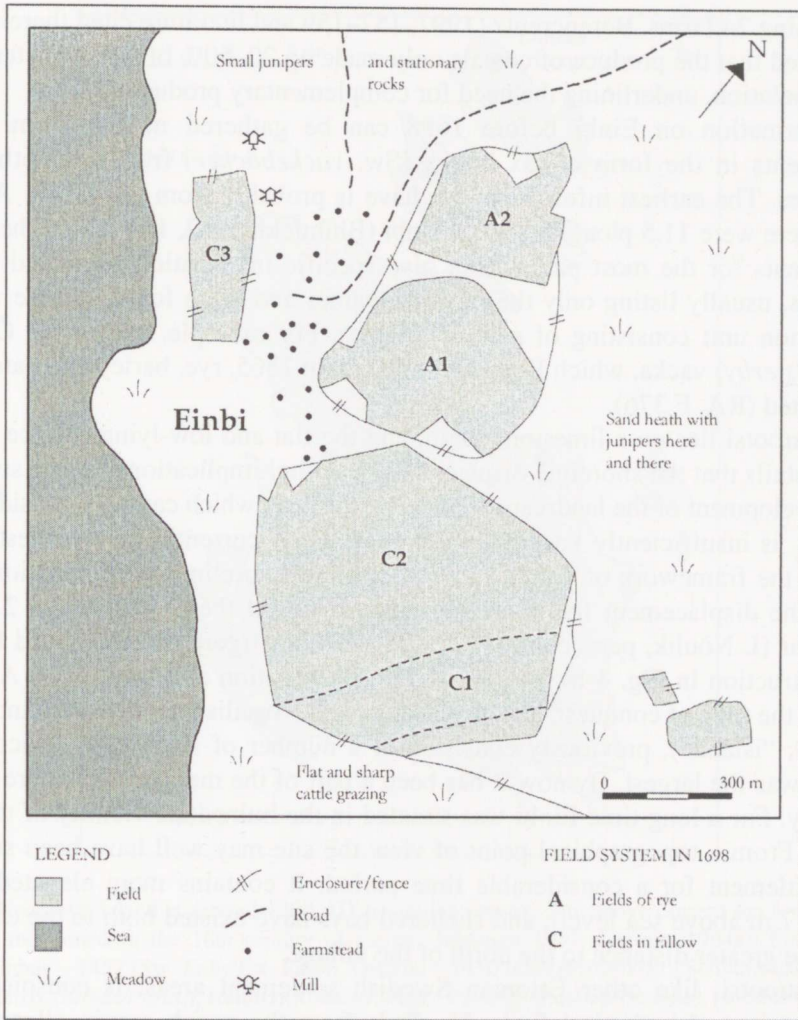 Small junipers
rocks
and stationary
N
A2
C3
A1
Einbi
Sand heath with
junipers here
and there
C2
C1
Flat and sharp
cattle grazing
0 300 m
LEGEND
Field
Sea
Meadow
Enclosure/fence
Road
Farmstead
Mill
FIELD SYSTEM IN 1698
A Fields of rye
C Fields in fallow